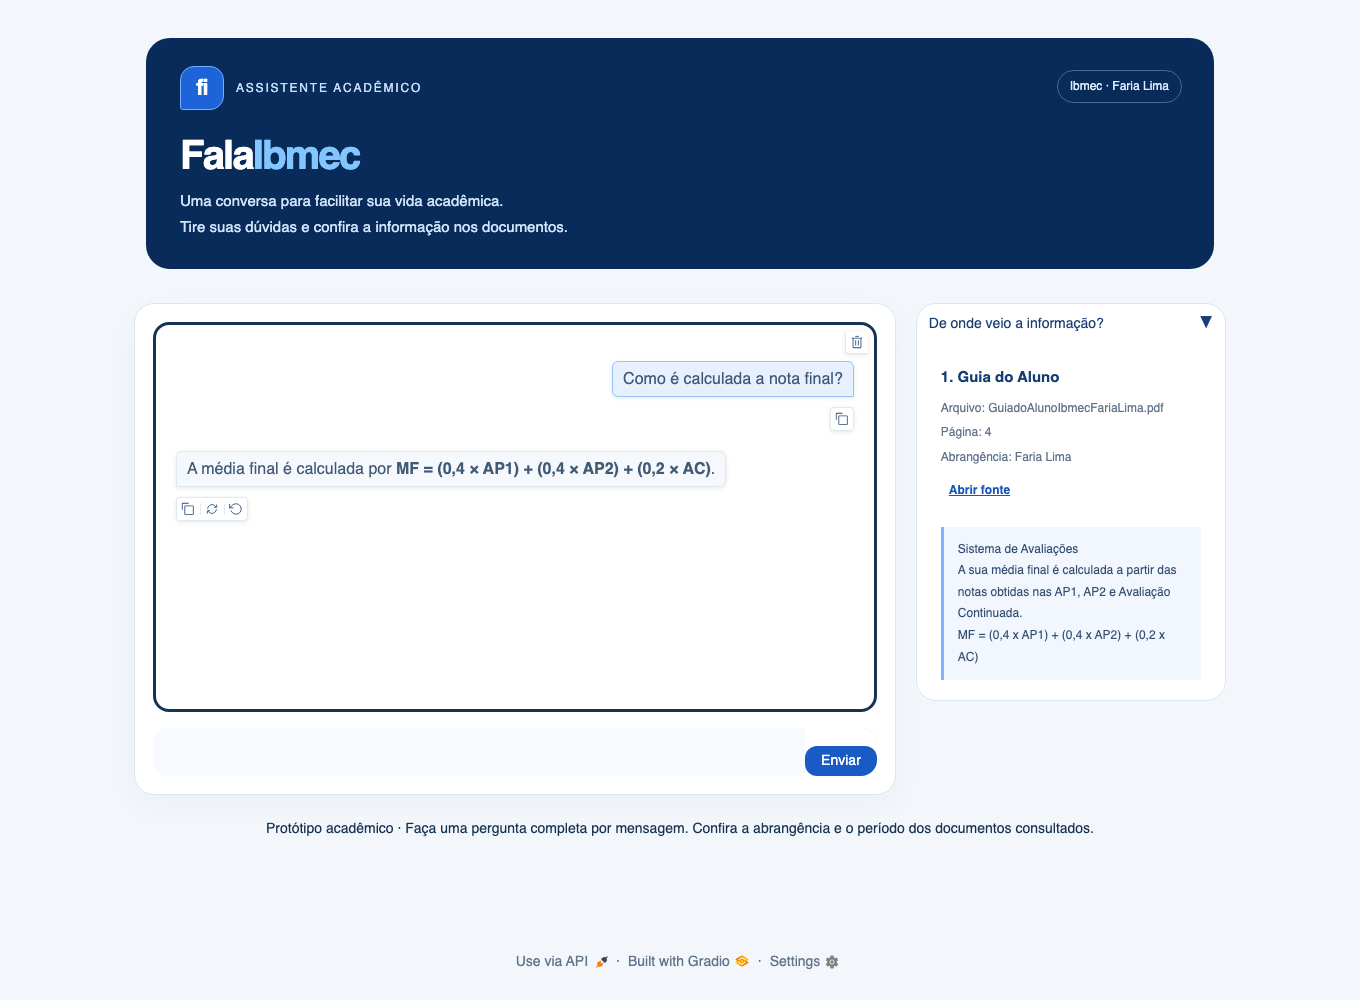 fi
ASSISTENTE ACADÊMICO
Ibmec · Faria Lima
FalaIbmec
Uma conversa para facilitar sua vida acadêmica.
Tire suas dúvidas e confira a informação nos documentos.
Como é calculada a nota final?
A média final é calculada por MF = (0,4 × AP1) + (0,4 × AP2) + (0,2 × AC).
Enviar
De onde veio a informação?
1. Guia do Aluno
Arquivo: GuiadoAlunoIbmecFariaLima.pdf
Página: 4
Abrangência: Faria Lima
Abrir fonte
Sistema de Avaliações
A sua média final é calculada a partir das
notas obtidas nas AP1, AP2 e Avaliação
Continuada.
MF = (0,4 x AP1) + (0,4 x AP2) + (0,2 x
AC)
Protótipo acadêmico · Faça uma pergunta completa por mensagem. Confira a abrangência e o período dos documentos consultados.
Use via API · Built with Gradio · Settings